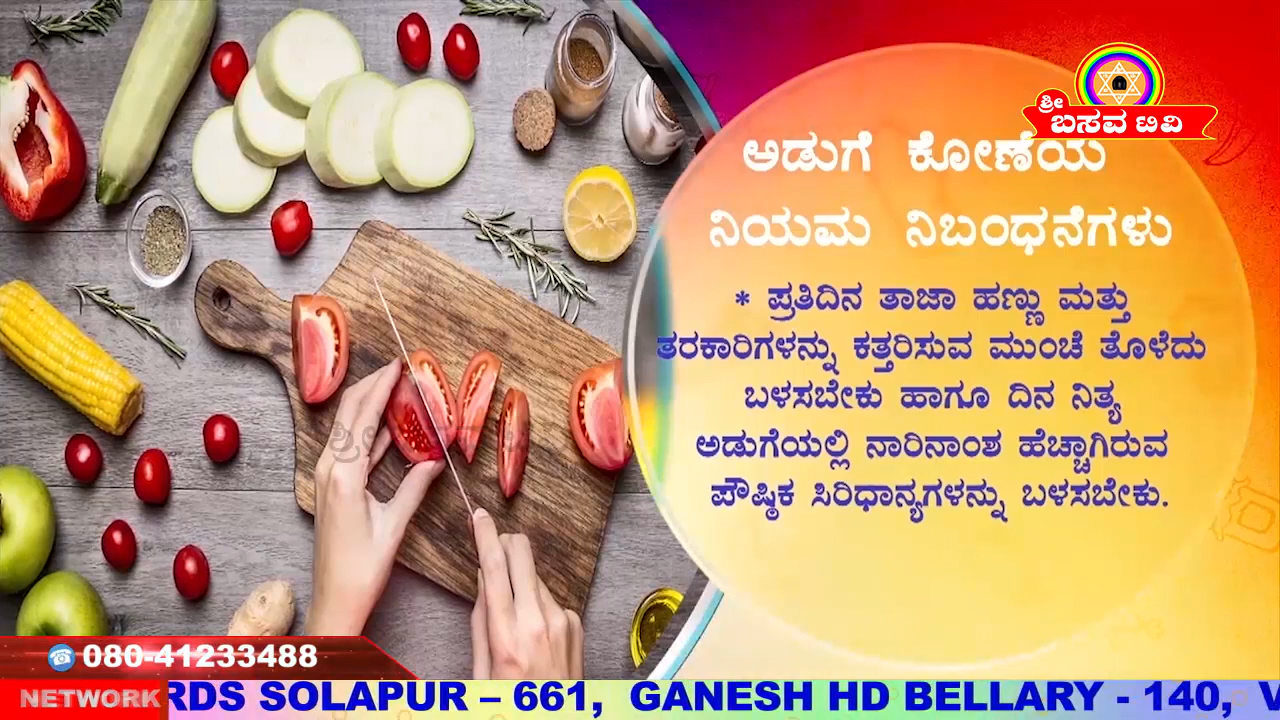 ಶ್ರೀ
ಬಸವ ಟಿವಿ
ಅಡುಗೆ ಕೋಣೆಯ
ನಿಯಮ ನಿಬಂಧನೆಗಳು
* ಪ್ರತಿದಿನ ತಾಜಾ ಹಣ್ಣು ಮತ್ತು
ತರಕಾರಿಗಳನ್ನು ಕತ್ತರಿಸುವ ಮುಂಚೆ ತೊಳೆದು
ಬಳಸಬೇಕು ಹಾಗೂ ದಿನ ನಿತ್ಯ
ಅಡುಗೆಯಲ್ಲಿ ನಾರಿನಾಂಶ ಹೆಚ್ಚಾಗಿರುವ
ಪೌಷ್ಠಿಕ ಸಿರಿಧಾನ್ಯಗಳನ್ನು ಬಳಸಬೇಕು.
080-41233488
NETWORK RDS SOLAPUR – 661, GANESH HD BELLARY - 140, V